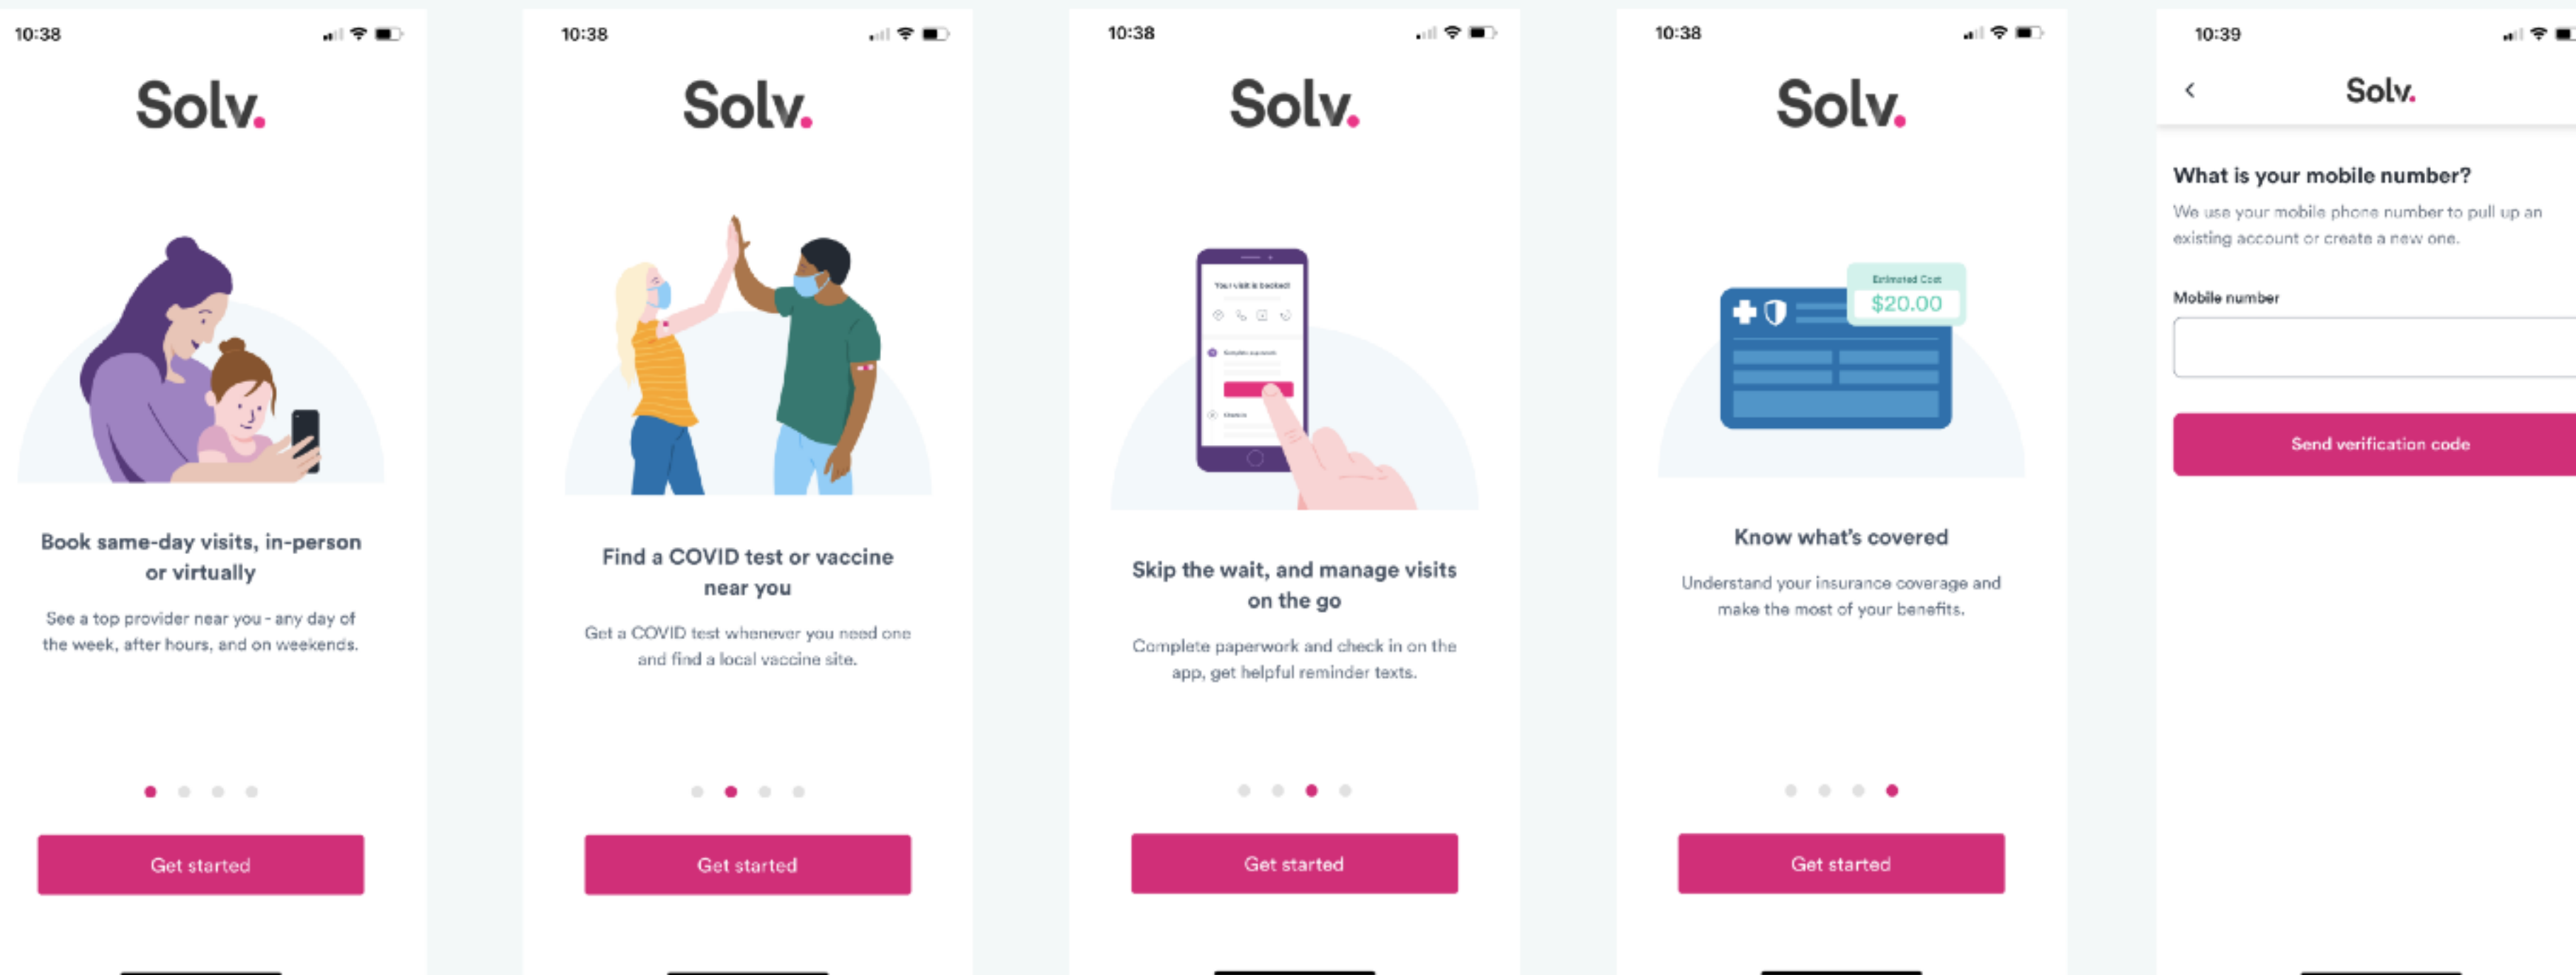 10:38
Solv.
Book same-day visits, in-person
or virtually
See a top provider near you - any day of
the week, after hours, and on weekends.
Get started
10:38
Solv.
Find a COVID test or vaccine
near you
Get a COVID test whenever you need one
and find a local vaccine site.
Get started
10:38
Solv.
Your visit is booked!
Skip the wait, and manage visits
on the go
Complete paperwork and check in on the
app, get helpful reminder texts.
Get started
10:38
Solv.
Estimated Cost
$20.00
Know what's covered
Understand your insurance coverage and
make the most of your benefits.
Get started
10:39
Solv.
What is your mobile number?
We use your mobile phone number to pull up an
existing account or create a new one.
Mobile number
Send verification code